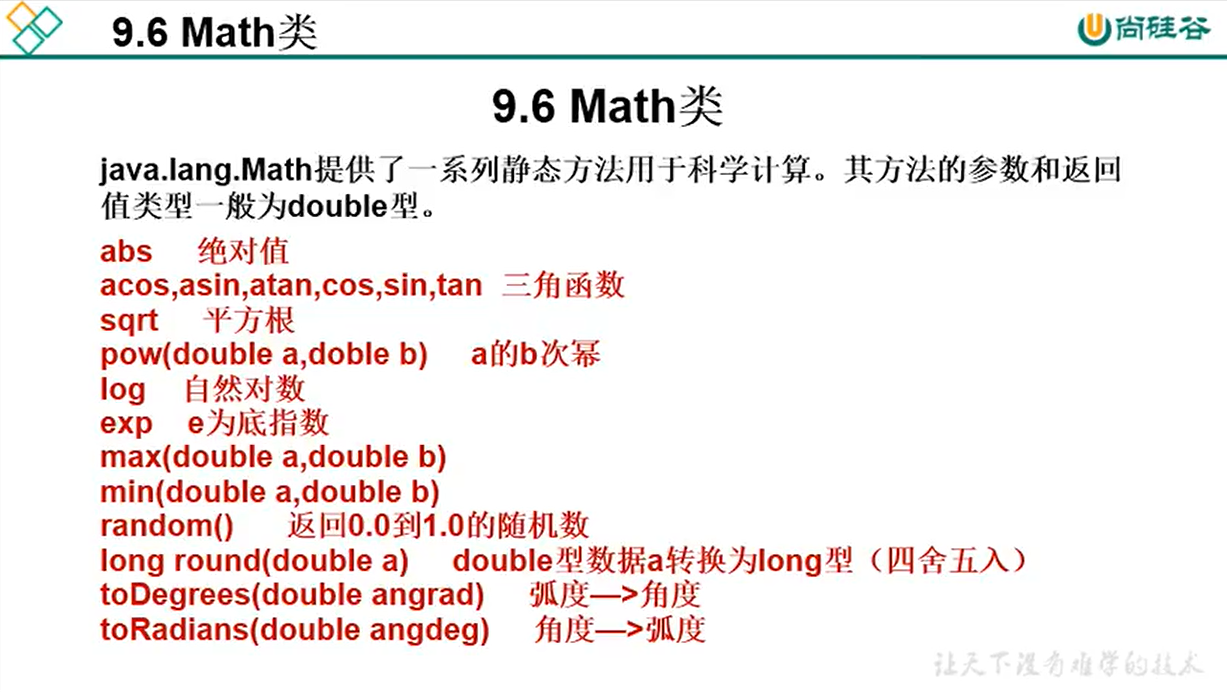 9.6 Math类
尚硅谷
9.6 Math类
java.lang.Math提供了一系列静态方法用于科学计算。其方法的参数和返回
值类型一般为double型。
abs 绝对值
acos,asin,atan,cos,sin,tan 三角函数
sqrt 平方根
pow(double a,doble b) a的b次幂
log 自然对数
exp e为底指数
max(double a,double b)
min(double a,double b)
random() 返回0.0到1.0的随机数
long round(double a) double型数据a转换为long型（四舍五入）
toDegrees(double angrad) 弧度—>角度
toRadians(double angdeg) 角度—>弧度
让天下没有难学的技术